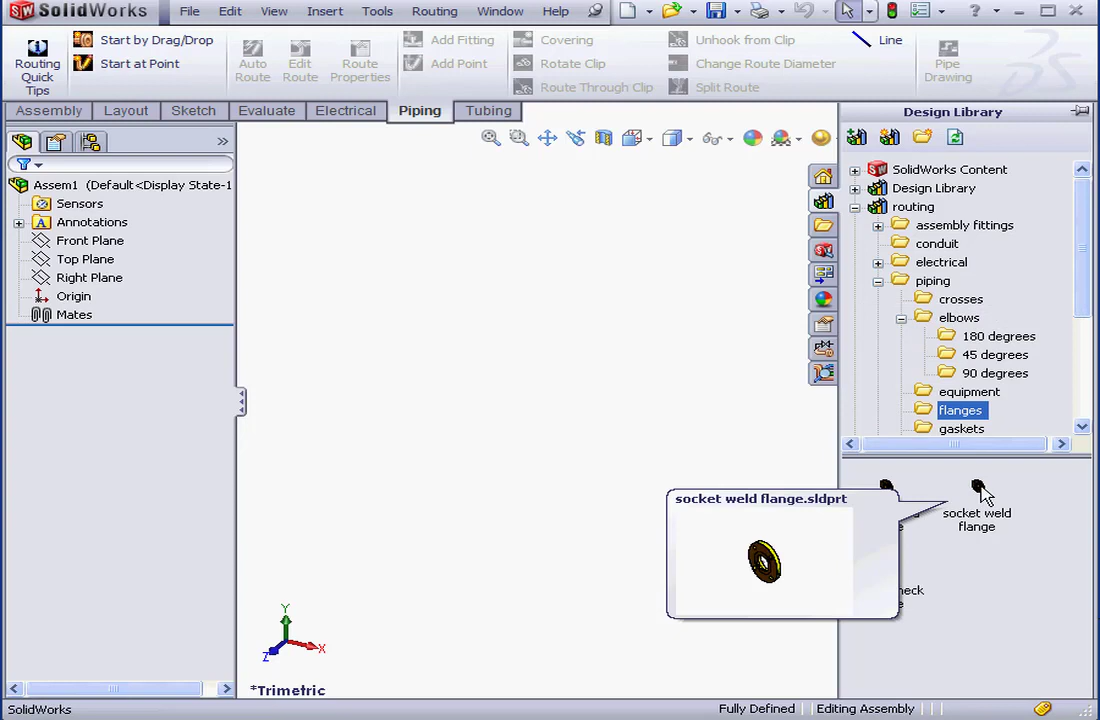 SolidWorks File Edit View Insert Tools Routing Window Help ?
Routing Quick Tips
Start by Drag/Drop
Start at Point
Auto Route
Edit Route
Route Properties
Add Fitting
Add Point
Covering
Rotate Clip
Route Through Clip
Unhook from Clip
Change Route Diameter
Split Route
Line
Pipe Drawing
Assembly Layout Sketch Evaluate Electrical Piping Tubing
Design Library
Assem1 (Default<Display State-1
Sensors
Annotations
Front Plane
Top Plane
Right Plane
Origin
Mates
SolidWorks Content
Design Library
routing
assembly fittings
conduit
electrical
piping
crosses
elbows
180 degrees
45 degrees
90 degrees
equipment
flanges
gaskets
socket weld flange.sldprt
socket weld
flange
Y
X
Z
*Trimetric
SolidWorks
Fully Defined
Editing Assembly